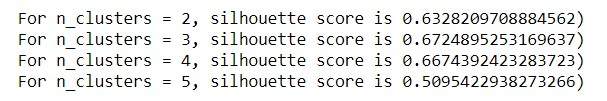 For n_clusters = 2, silhouette score is 0.6328209708884562)
For n_clusters = 3, silhouette score is 0.6724895253169637)
For n_clusters = 4, silhouette score is 0.6674392423283723)
For n_clusters = 5, silhouette score is 0.5095422938273266)